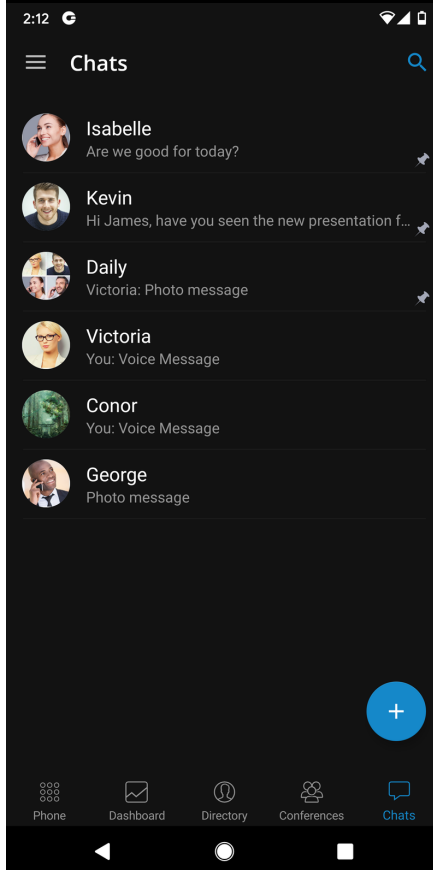 2:12
Chats
Isabelle
Are we good for today?
Kevin
Hi James, have you seen the new presentation f...
Daily
Victoria: Photo message
Victoria
You: Voice Message
Conor
You: Voice Message
George
Photo message
+
Phone Dashboard Directory Conferences Chats